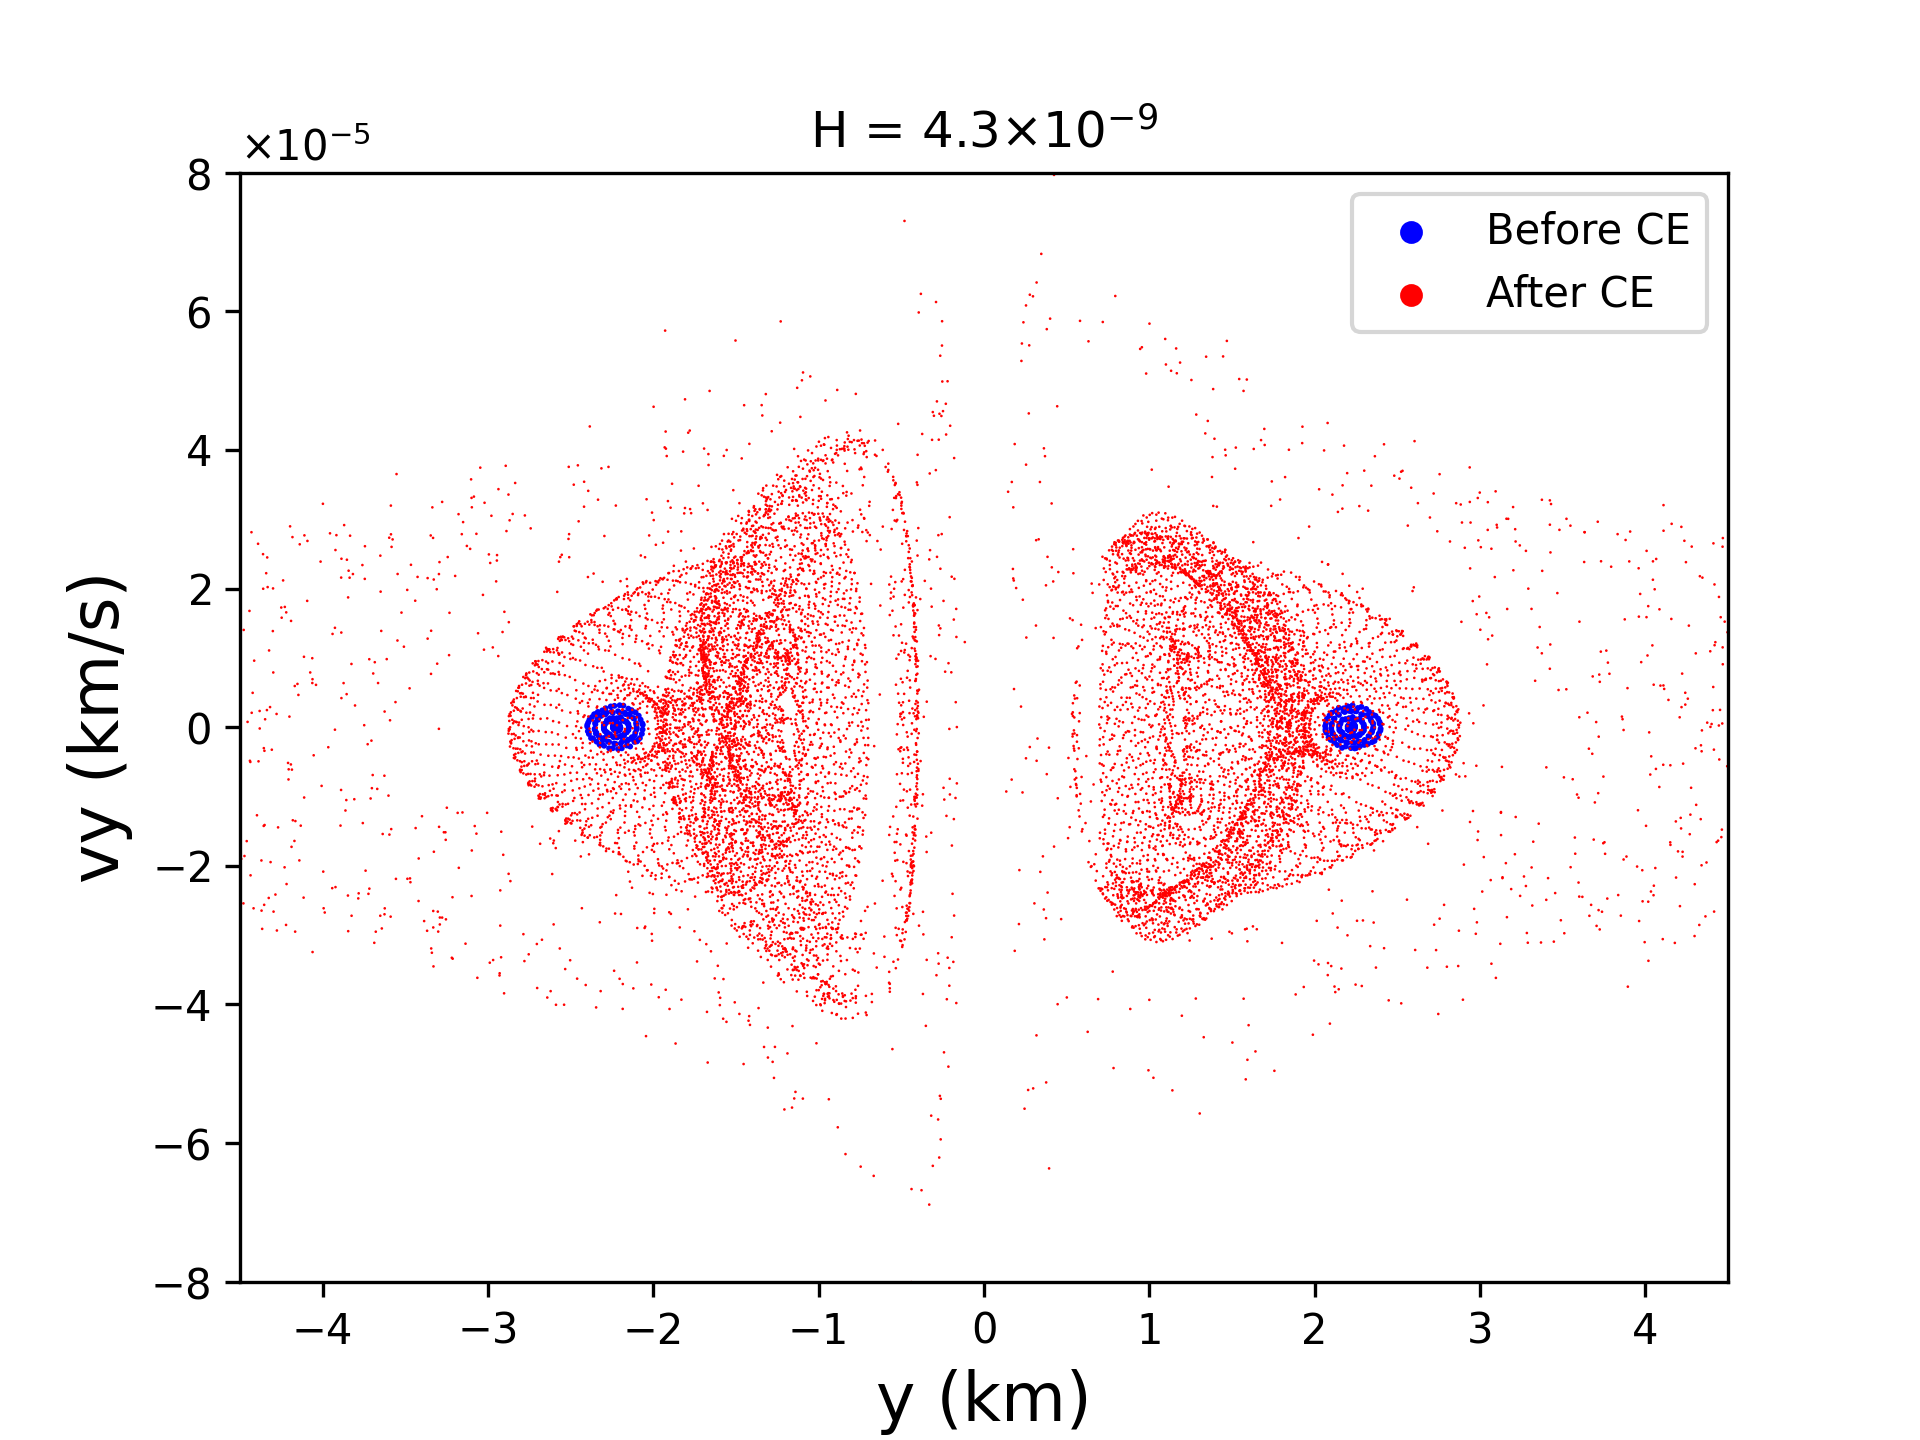 H = 4.3×10⁻⁹
×10⁻⁵
Before CE
After CE
8
6
4
2
0
−2
−4
−6
−8
vy (km/s)
−4 −3 −2 −1 0 1 2 3 4
y (km)